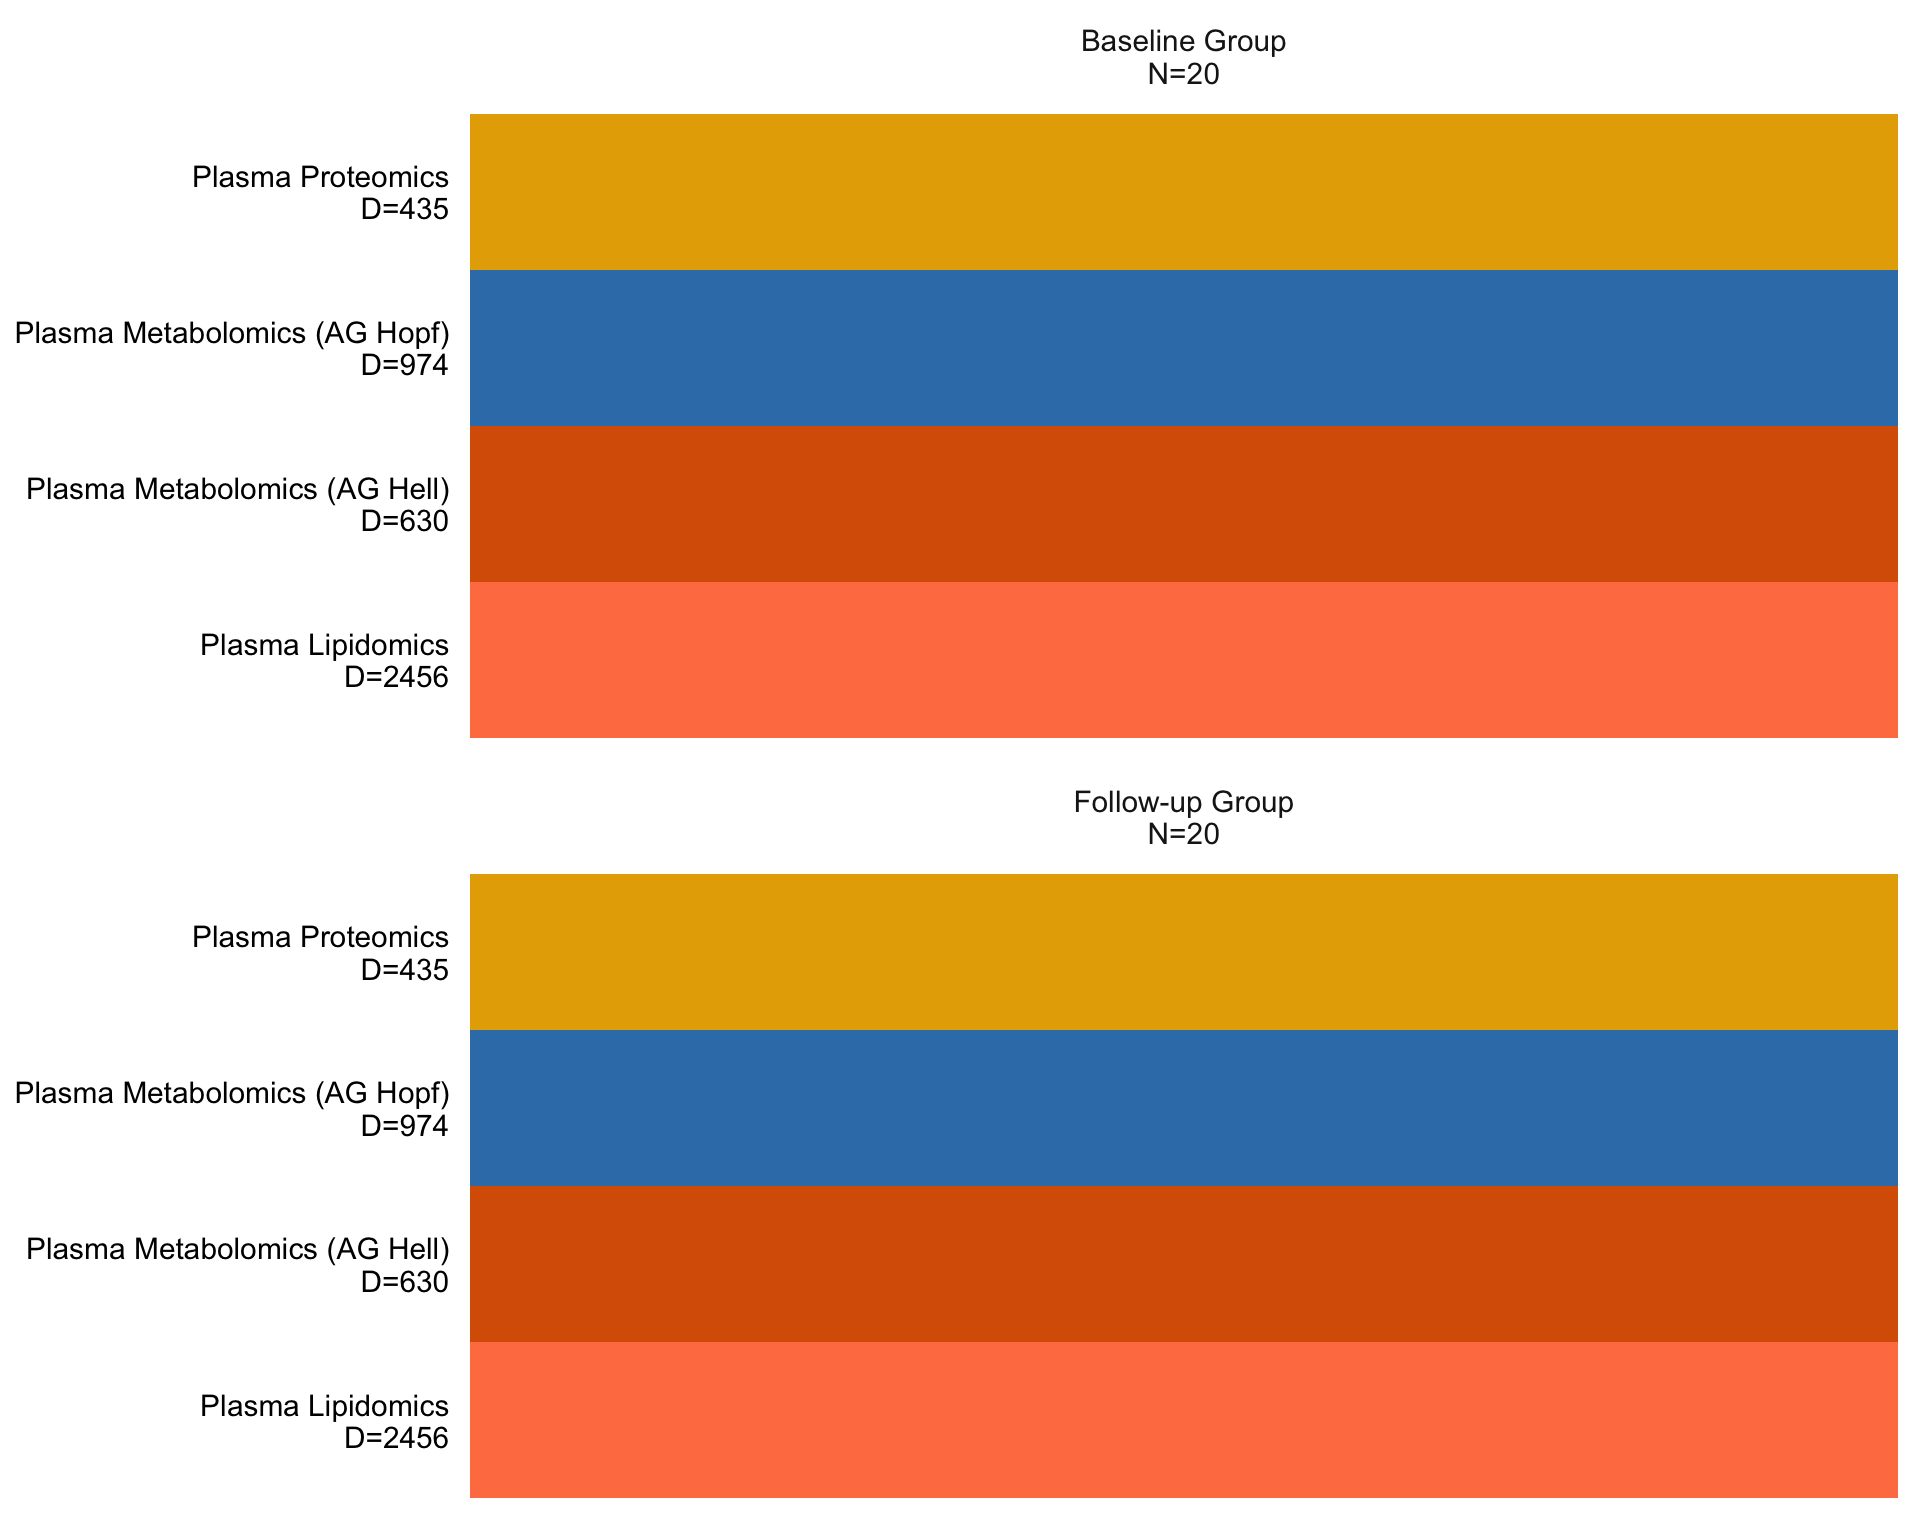 Baseline Group
N=20
Plasma Proteomics
D=435
Plasma Metabolomics (AG Hopf)
D=974
Plasma Metabolomics (AG Hell)
D=630
Plasma Lipidomics
D=2456
Follow-up Group
N=20
Plasma Proteomics
D=435
Plasma Metabolomics (AG Hopf)
D=974
Plasma Metabolomics (AG Hell)
D=630
Plasma Lipidomics
D=2456